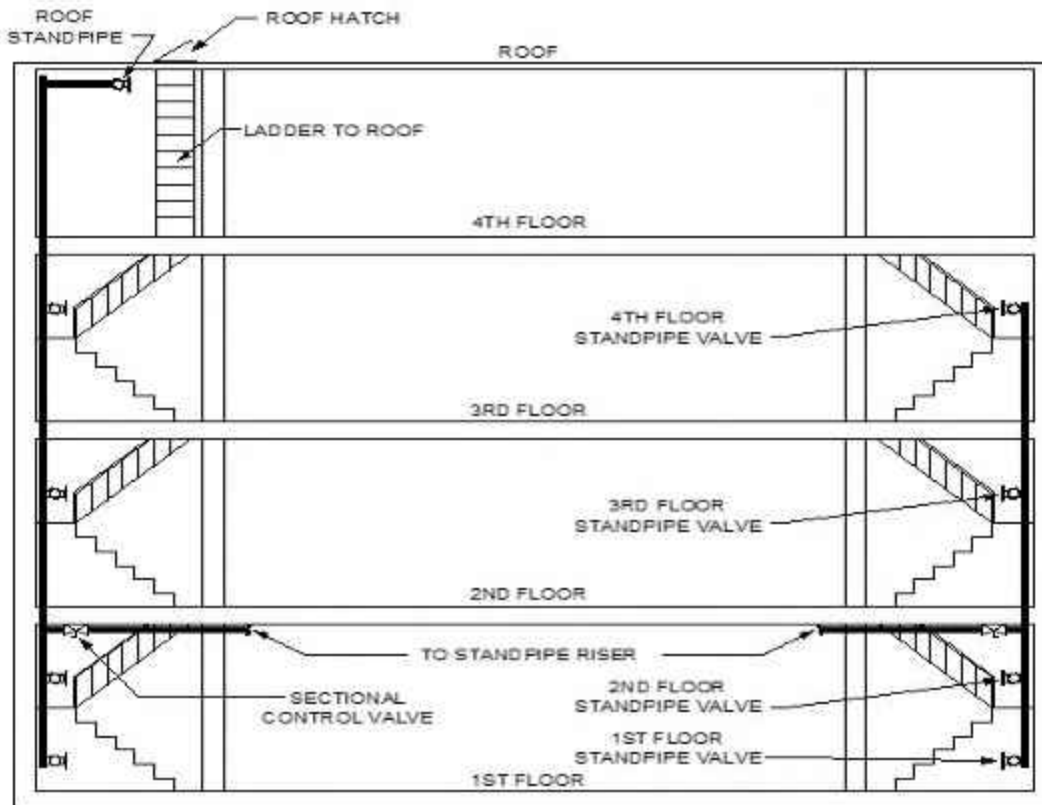 ROOF
STANDPIPE
ROOF HATCH
ROOF
LADDER TO ROOF
4TH FLOOR
4TH FLOOR
STANDPIPE VALVE
3RD FLOOR
3RD FLOOR
STANDPIPE VALVE
2ND FLOOR
TO STANDPIPE RISER
SECTIONAL
CONTROL VALVE
2ND FLOOR
STANDPIPE VALVE
1ST FLOOR
STANDPIPE VALVE
1ST FLOOR